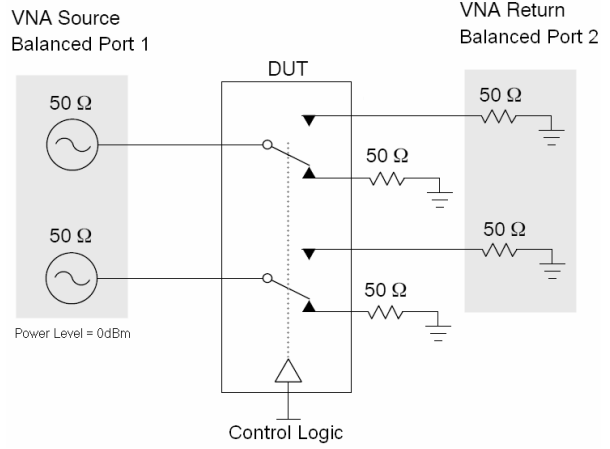 VNA Source
Balanced Port 1
VNA Return
Balanced Port 2
DUT
50 Ω
50 Ω
50 Ω
50 Ω
50 Ω
50 Ω
Power Level = 0dBm
Control Logic